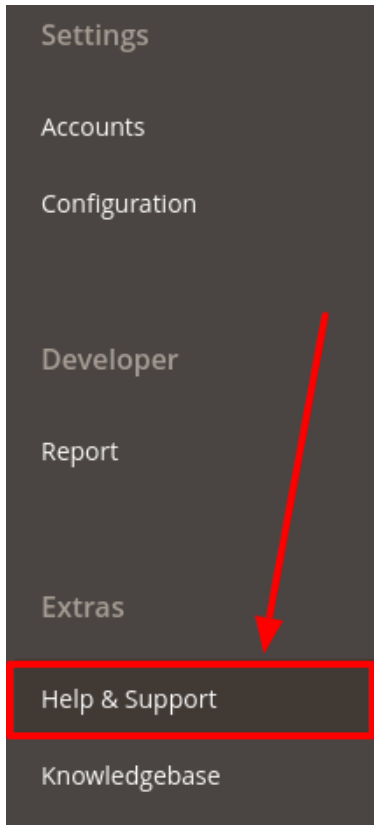 Settings
Accounts
Configuration
Developer
Report
Extras
Help & Support
Knowledgebase